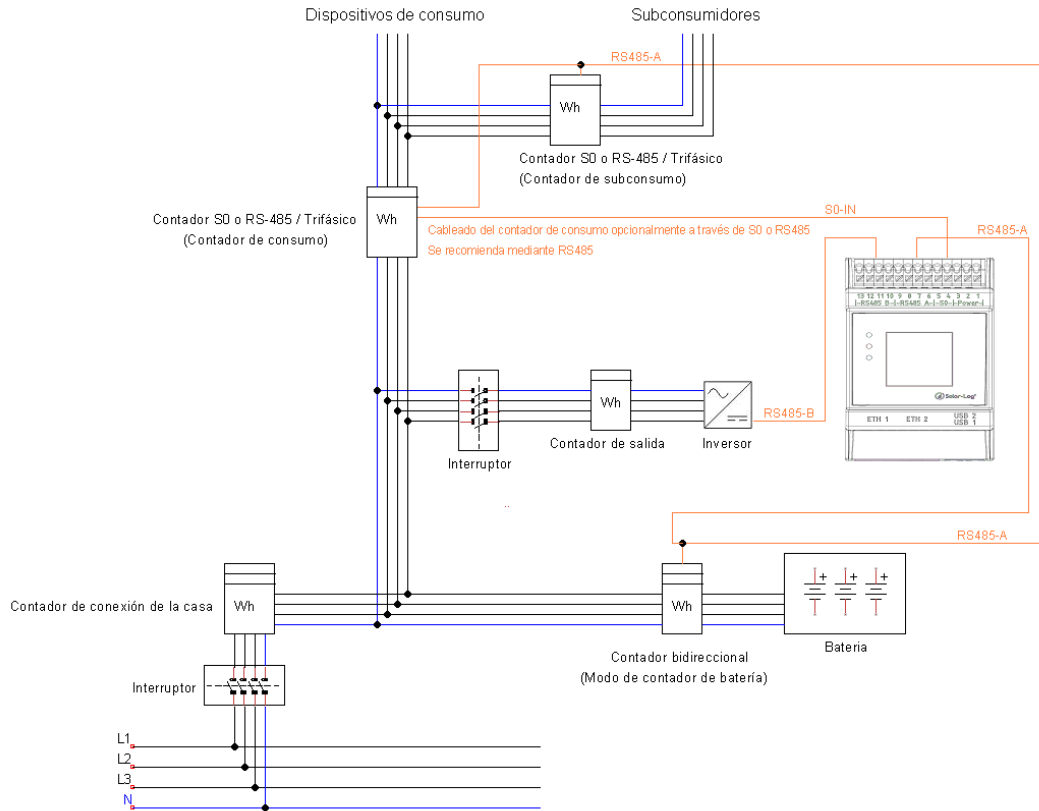 Dispositivos de consumo
Subconsumidores
RS485-A
Wh
Contador S0 o RS-485 / Trifásico
(Contador de subconsumo)
Wh
Contador S0 o RS-485 / Trifásico
(Contador de consumo)
S0-IN
Cableado del contador de consumo opcionalmente a través de S0 o RS485
Se recomienda mediante RS485
RS485-A
13 12 11 10 9 8 7 6 5 4 3 2 1
|-RS485 B-|-RS485 A-|-S0-|-Power-|
Solar-Log
ETH 1 ETH 2 USB 2
USB 1
Wh
RS485-B
Interruptor
Contador de salida
Inversor
..
RS485-A
Contador de conexión de la casa
Wh
Wh
+ + +
Bateria
Contador bidireccional
(Modo de contador de batería)
Interruptor
L1
L2
L3
N